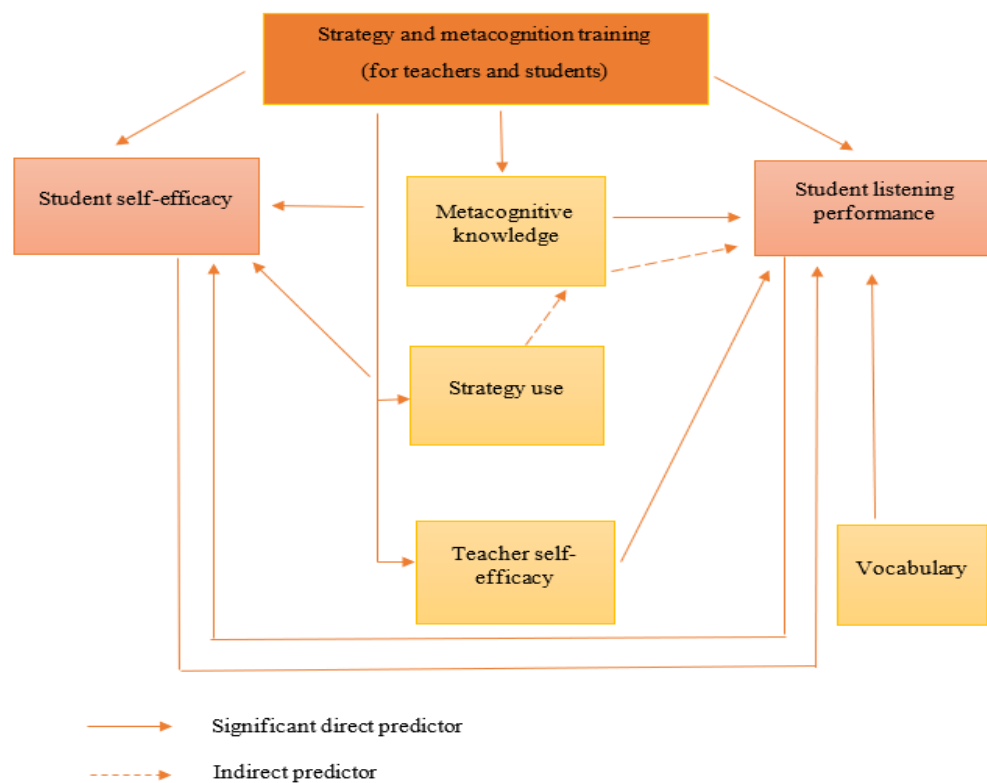 Strategy and metacognition training
(for teachers and students)
Student self-efficacy
Metacognitive
knowledge
Student listening
performance
Strategy use
Teacher self-
efficacy
Vocabulary
Significant direct predictor
Indirect predictor